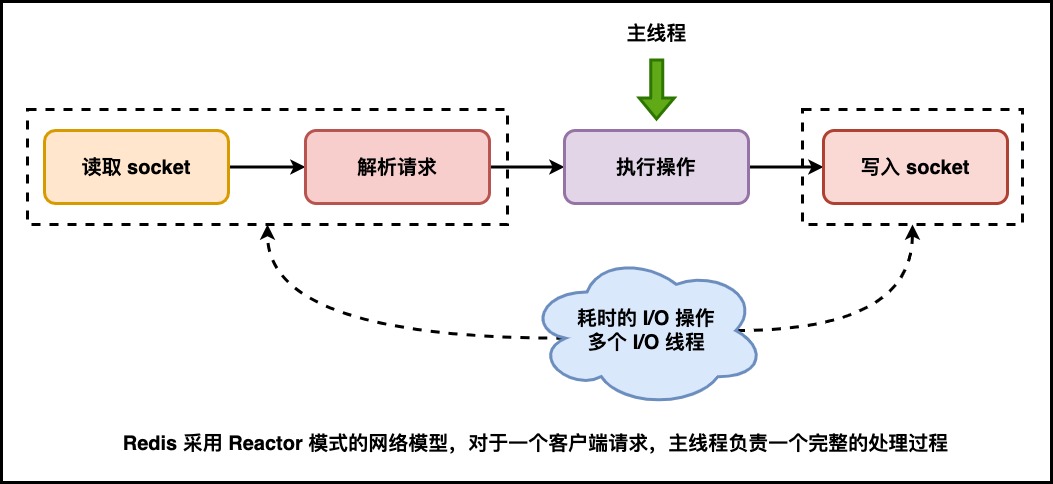 主线程
读取 socket
解析请求
执行操作
写入 socket
耗时的 I/O 操作
多个 I/O 线程
Redis 采用 Reactor 模式的网络模型，对于一个客户端请求，主线程负责一个完整的处理过程